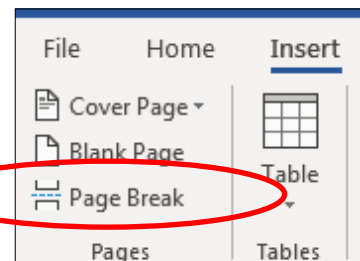 File Home Insert
Cover Page
Blank Page
Page Break
Table
Pages Tables